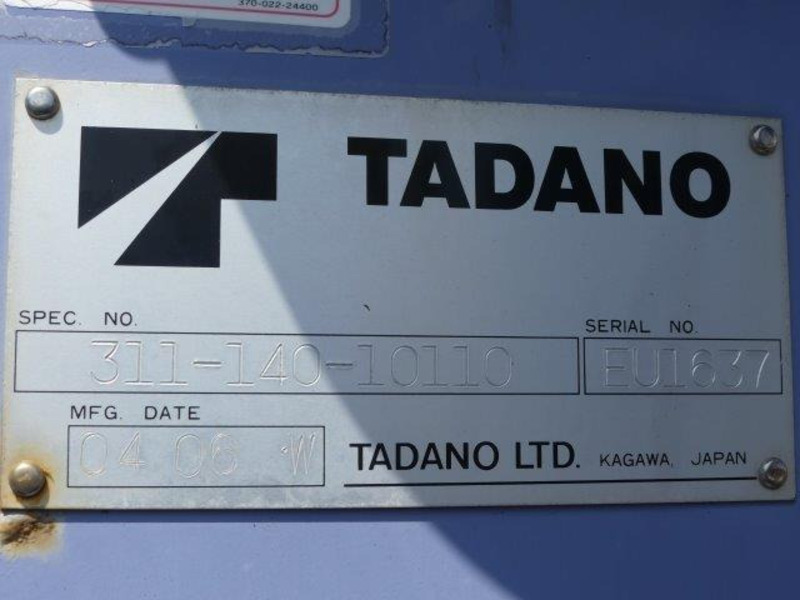 370-022-24400
TADANO
SPEC. NO.
311-140-10110
SERIAL NO.
EU1637
MFG. DATE
04 06 W
TADANO LTD. KAGAWA, JAPAN